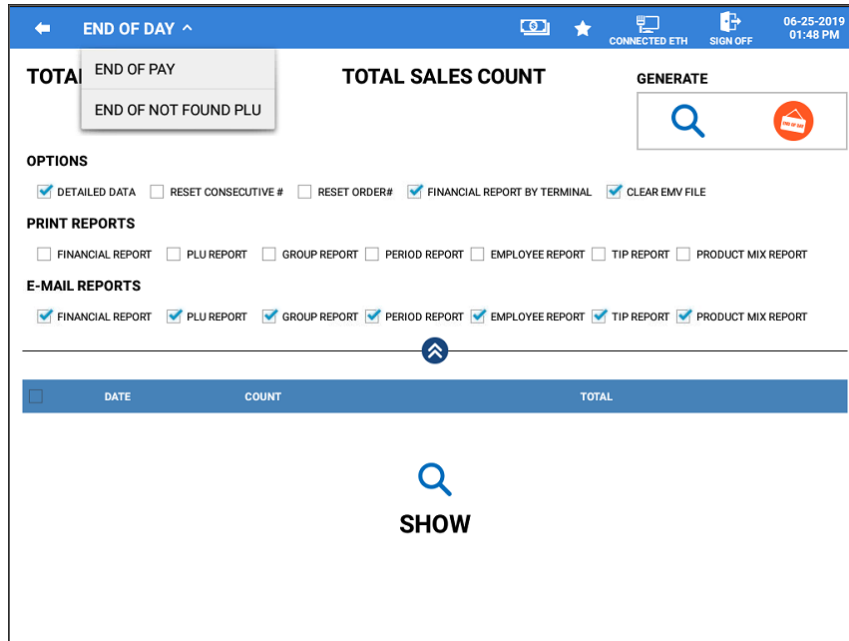 END OF DAY
CONNECTED ETH
SIGN OFF
06-25-2019
01:48 PM
END OF PAY
END OF NOT FOUND PLU
TOTAL SALES COUNT
GENERATE
END OF DAY
OPTIONS
DETAILED DATA RESET CONSECUTIVE # RESET ORDER# FINANCIAL REPORT BY TERMINAL CLEAR EMV FILE
PRINT REPORTS
FINANCIAL REPORT PLU REPORT GROUP REPORT PERIOD REPORT EMPLOYEE REPORT TIP REPORT PRODUCT MIX REPORT
E-MAIL REPORTS
FINANCIAL REPORT PLU REPORT GROUP REPORT PERIOD REPORT EMPLOYEE REPORT TIP REPORT PRODUCT MIX REPORT
DATE COUNT TOTAL
SHOW